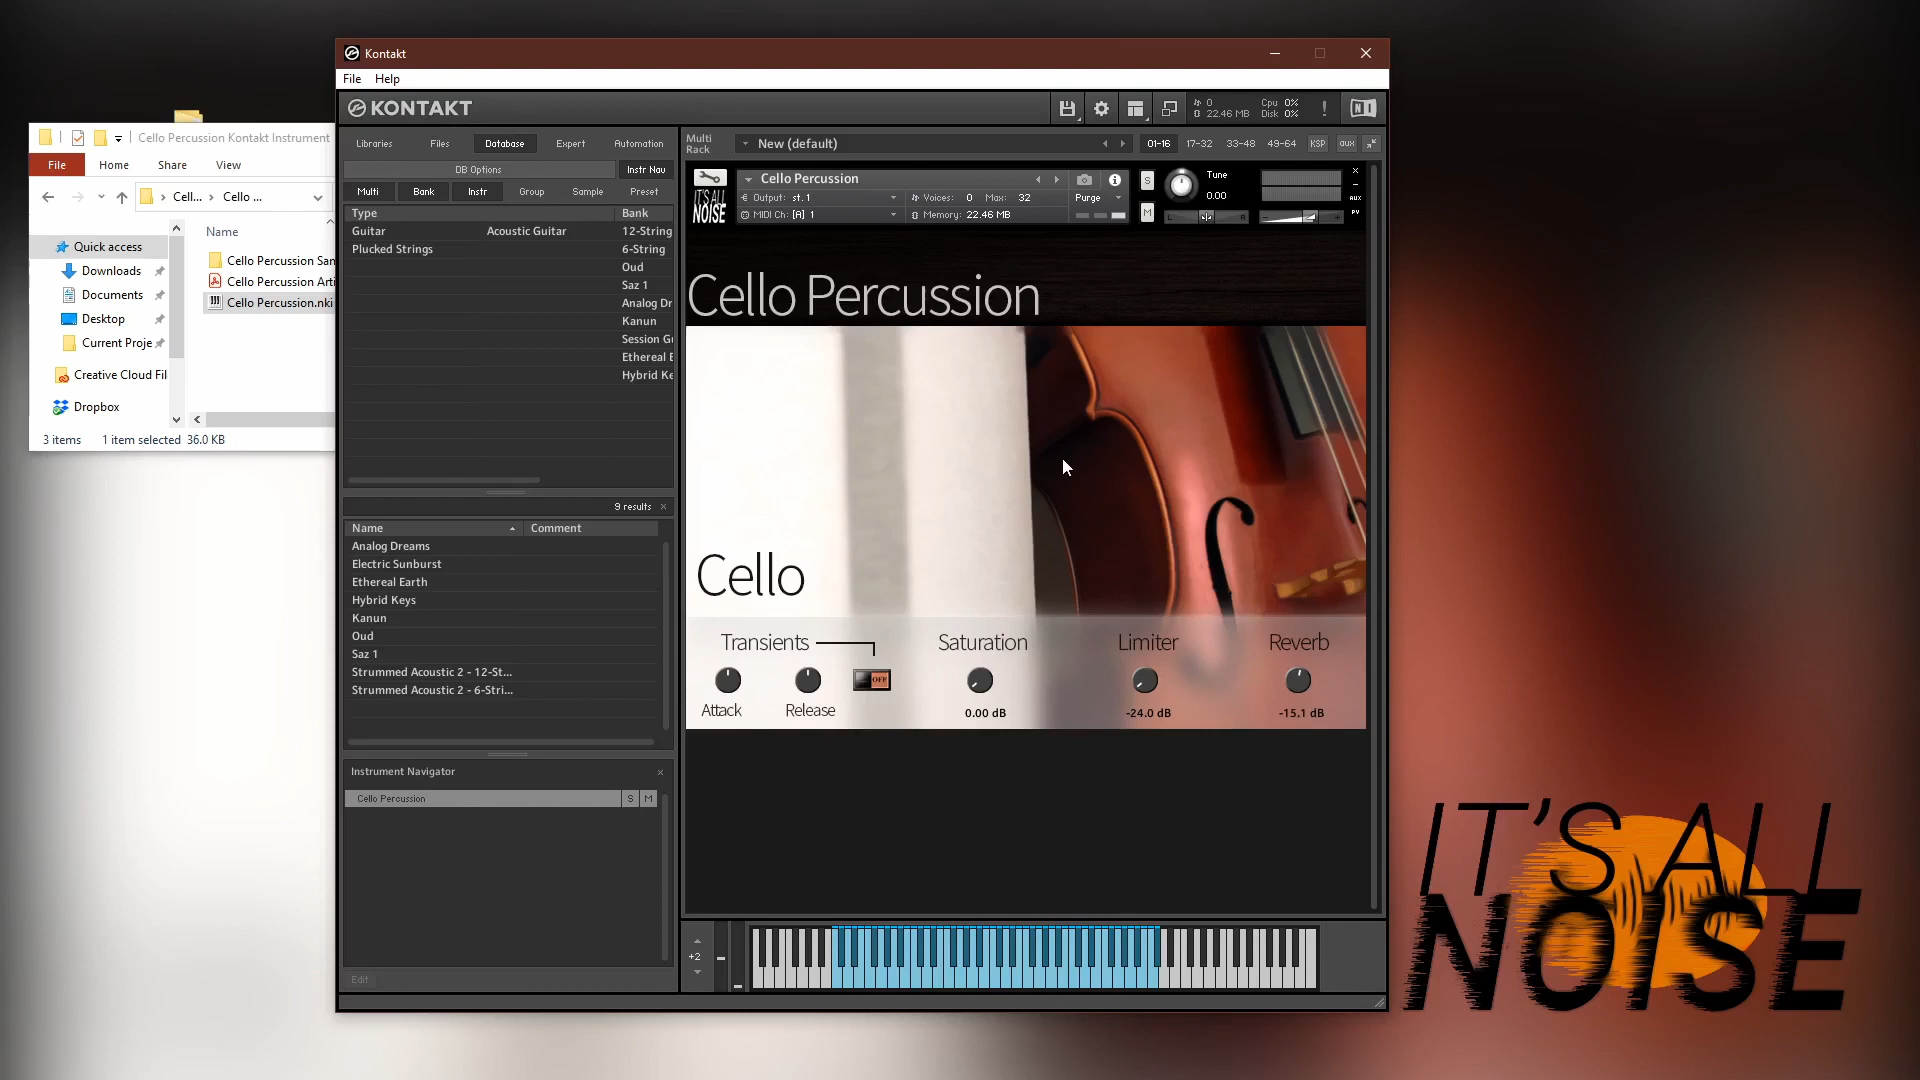 Kontakt
File Help
KONTAKT
0
22.46 MB
Cpu 0%
Disk 0%
!
Cello Percussion Kontakt Instrument
File Home Share View
Cell... Cello ...
Name
Quick access
Downloads
Documents
Desktop
Current Proje
Creative Cloud Fil
Dropbox
Cello Percussion San
Cello Percussion Arti
Cello Percussion.nki
3 items 1 item selected 36.0 KB
Libraries Files Database Expert Automation
DB Options Instr Nav
Multi Bank Instr Group Sample Preset
Type Bank
Guitar Acoustic Guitar 12-String
Plucked Strings 6-String
Oud
Saz 1
Analog Dr
Kanun
Session Gu
Ethereal E
Hybrid Ke
9 results ×
Name Comment
Analog Dreams
Electric Sunburst
Ethereal Earth
Hybrid Keys
Kanun
Oud
Saz 1
Strummed Acoustic 2 - 12-St...
Strummed Acoustic 2 - 6-Stri...
Instrument Navigator ×
Cello Percussion S M
Edit
Multi
Rack
New (default) 01-16 17-32 33-48 49-64 KSP AUX
IT'S ALL
NOISE
Cello Percussion
Output: st.1 Voices: 0 Max: 32 Purge
MIDI Ch: [A] 1 Memory: 22.46 MB
S
M
Tune
0.00
L R
AUX
PV
Cello Percussion
Cello
Transients Saturation Limiter Reverb
OFF
Attack Release 0.00 dB -24.0 dB -15.1 dB
+2
IT'S ALL
NOISE